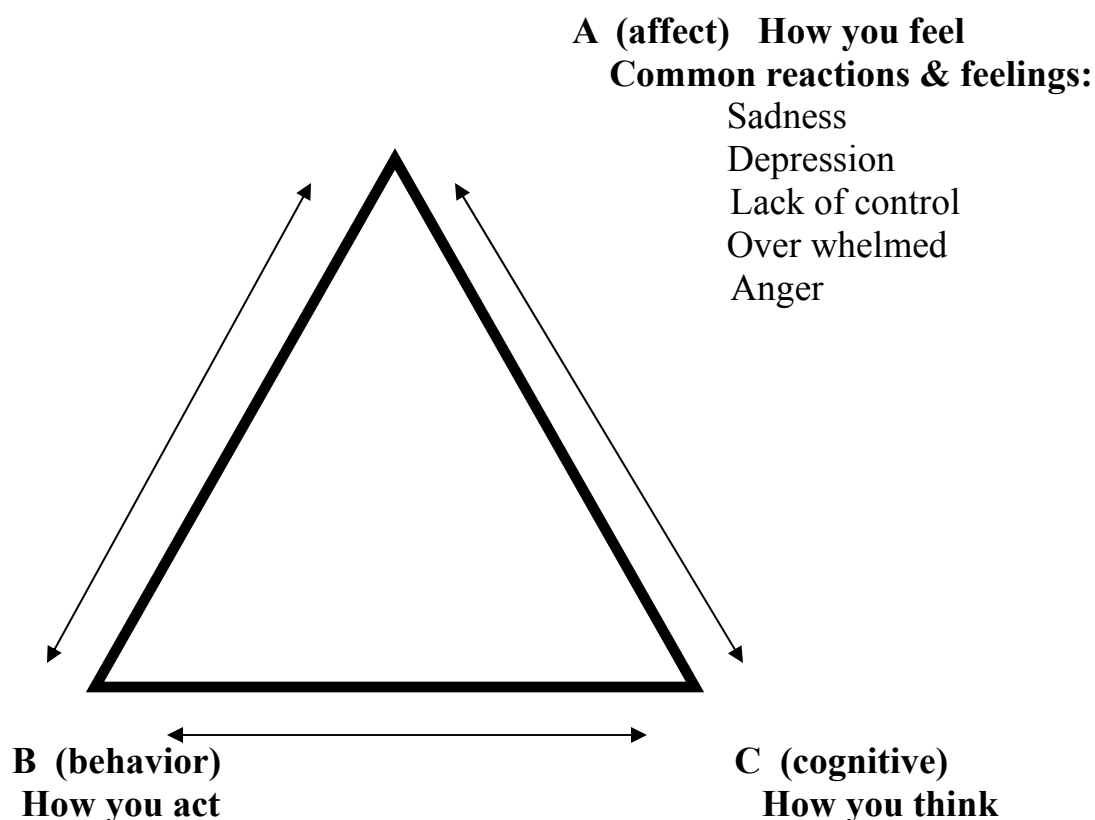 A (affect) How you feel
Common reactions & feelings:
Sadness
Depression
Lack of control
Over whelmed
Anger
B (behavior)
How you act
C (cognitive)
How you think